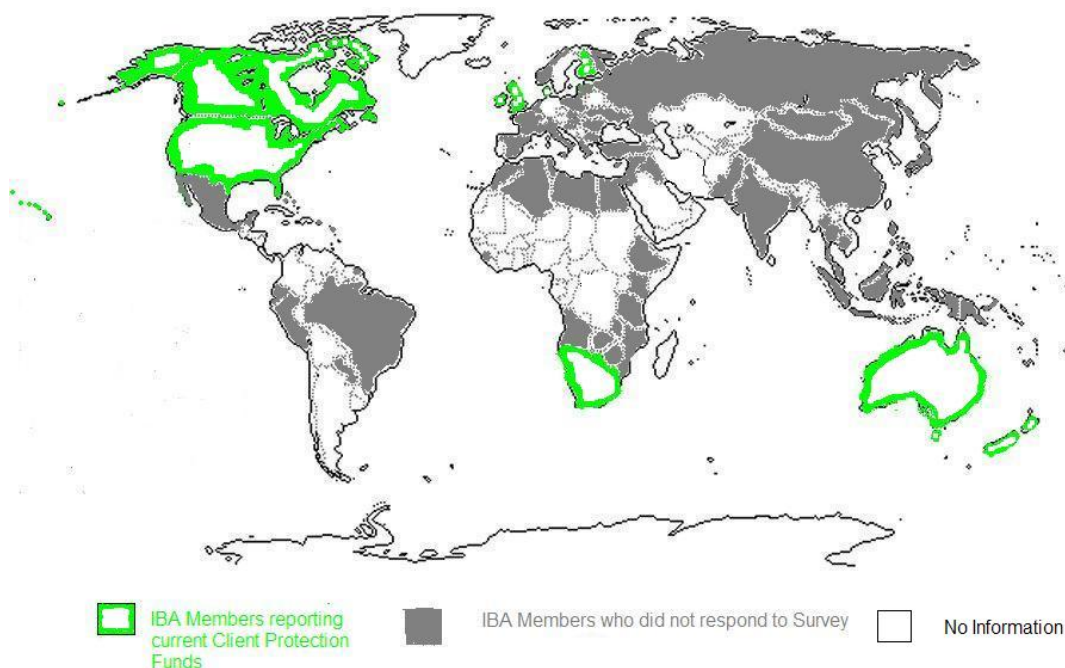 IBA Members reporting
current Client Protection
Funds
IBA Members who did not respond to Survey
No Information